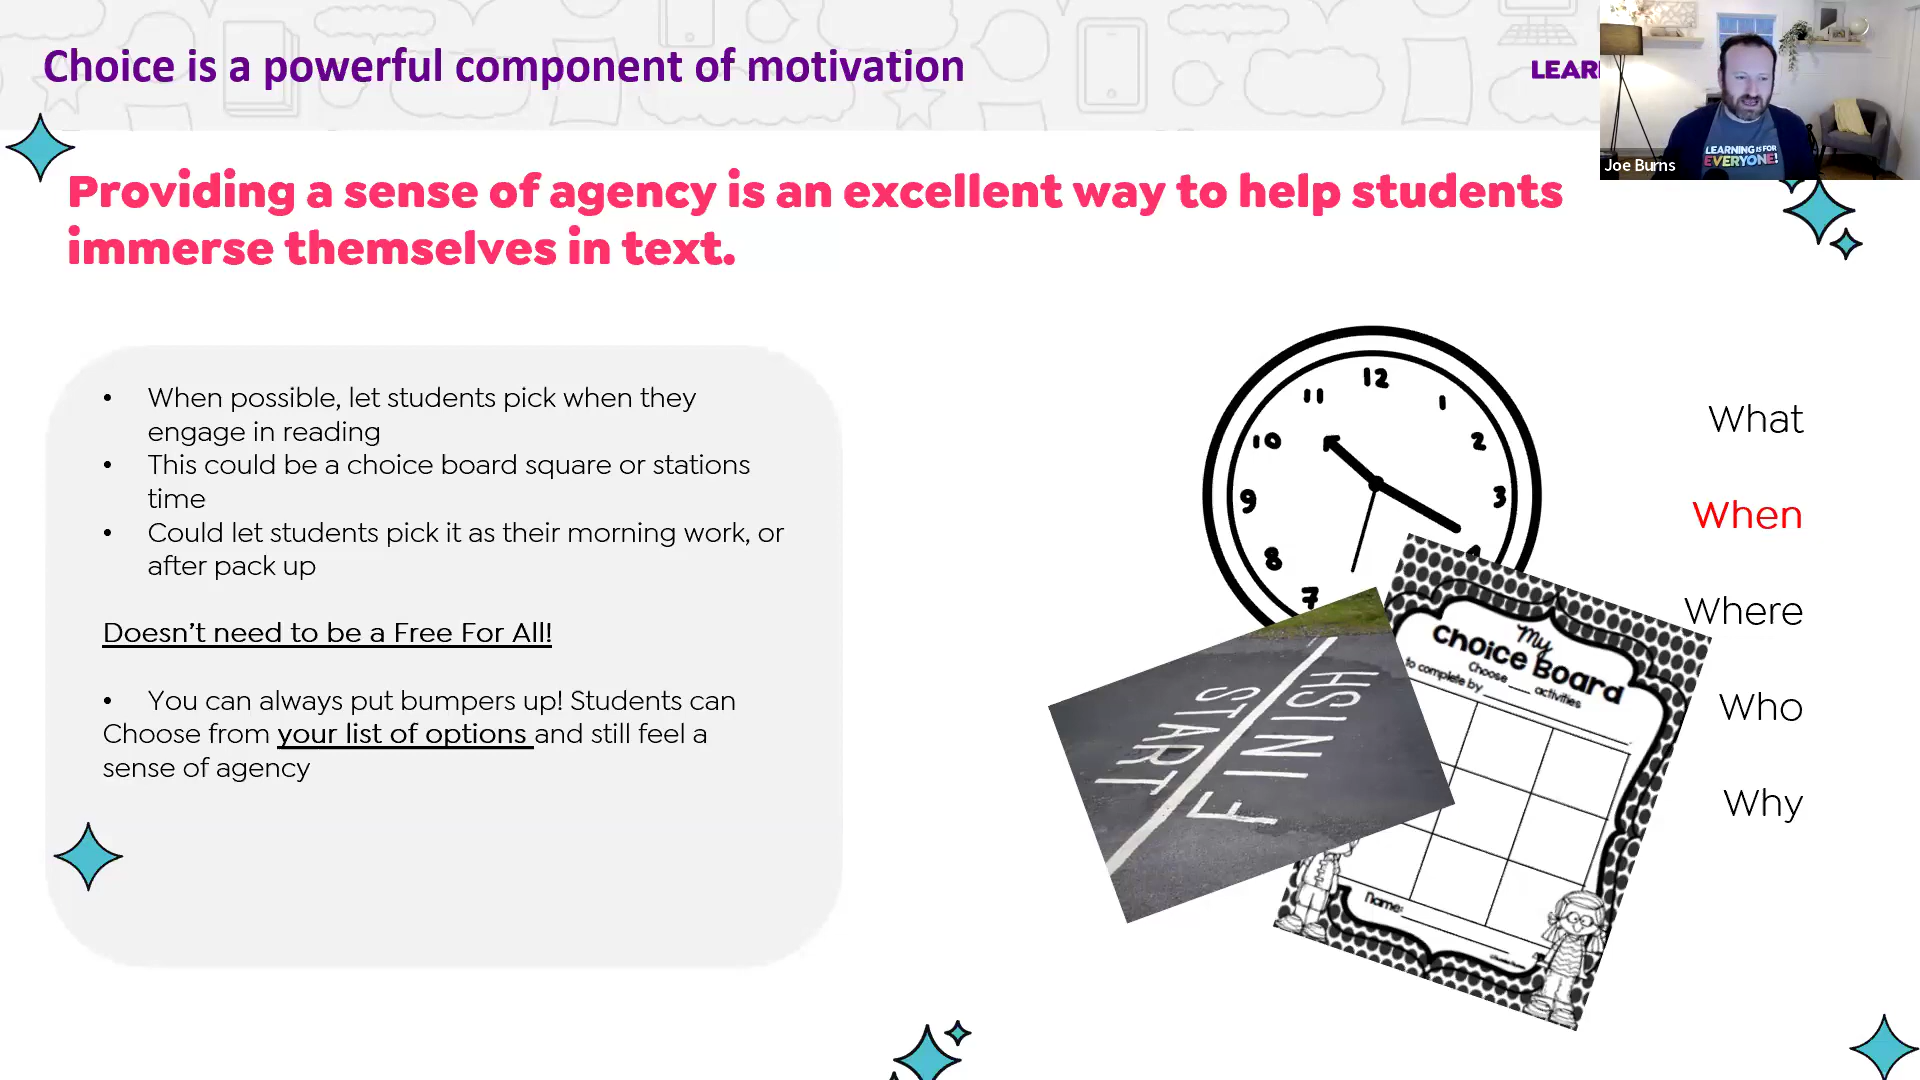 Choice is a powerful component of motivation
LEAR
LEARNING IS FOR
EVERYONE!
Joe Burns
Providing a sense of agency is an excellent way to help students
immerse themselves in text.
• When possible, let students pick when they
engage in reading
• This could be a choice board square or stations
time
• Could let students pick it as their morning work, or
after pack up
Doesn't need to be a Free For All!
• You can always put bumpers up! Students can
Choose from your list of options and still feel a
sense of agency
12
11
1
10
2
9
3
8
7
START
FINISH
My
Choice Board
Choose ___ activities
to complete by
Name:
What
When
Where
Who
Why